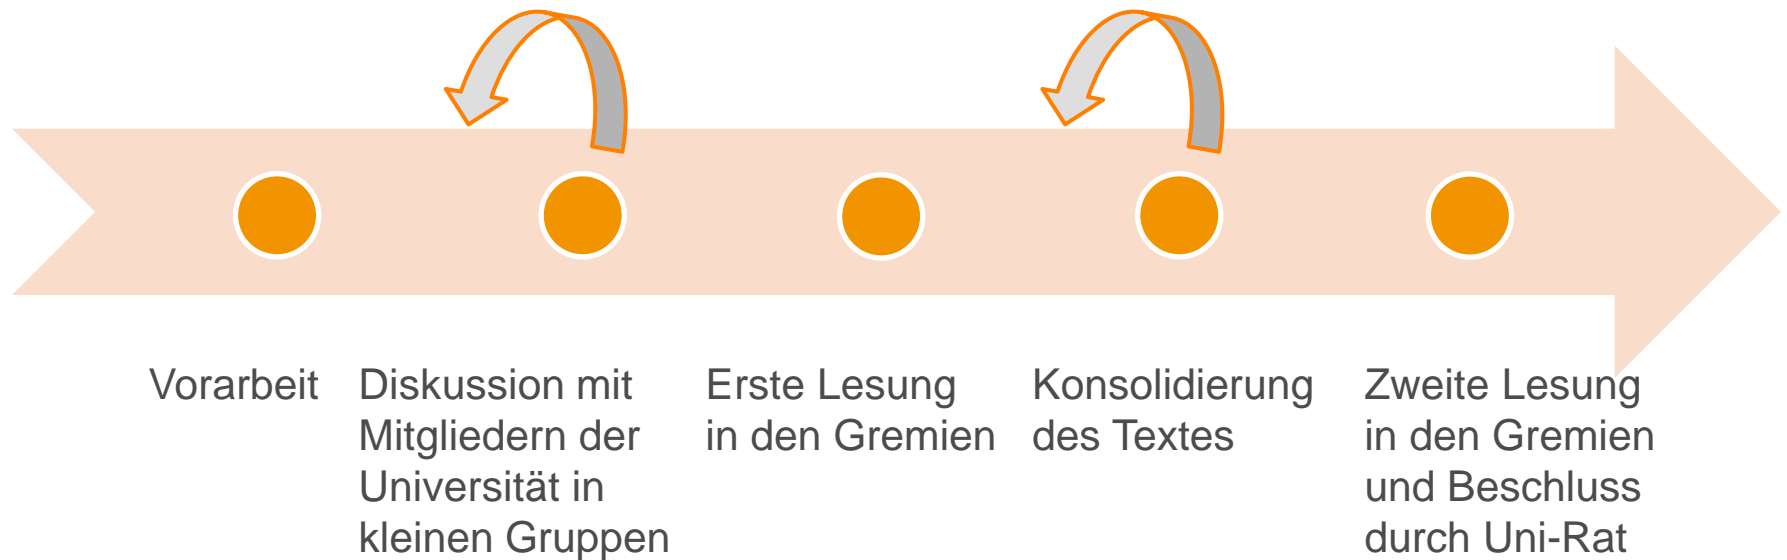 Vorarbeit
Diskussion mit
Mitgliedern der
Universität in
kleinen Gruppen
Erste Lesung
in den Gremien
Konsolidierung
des Textes
Zweite Lesung
in den Gremien
und Beschluss
durch Uni-Rat